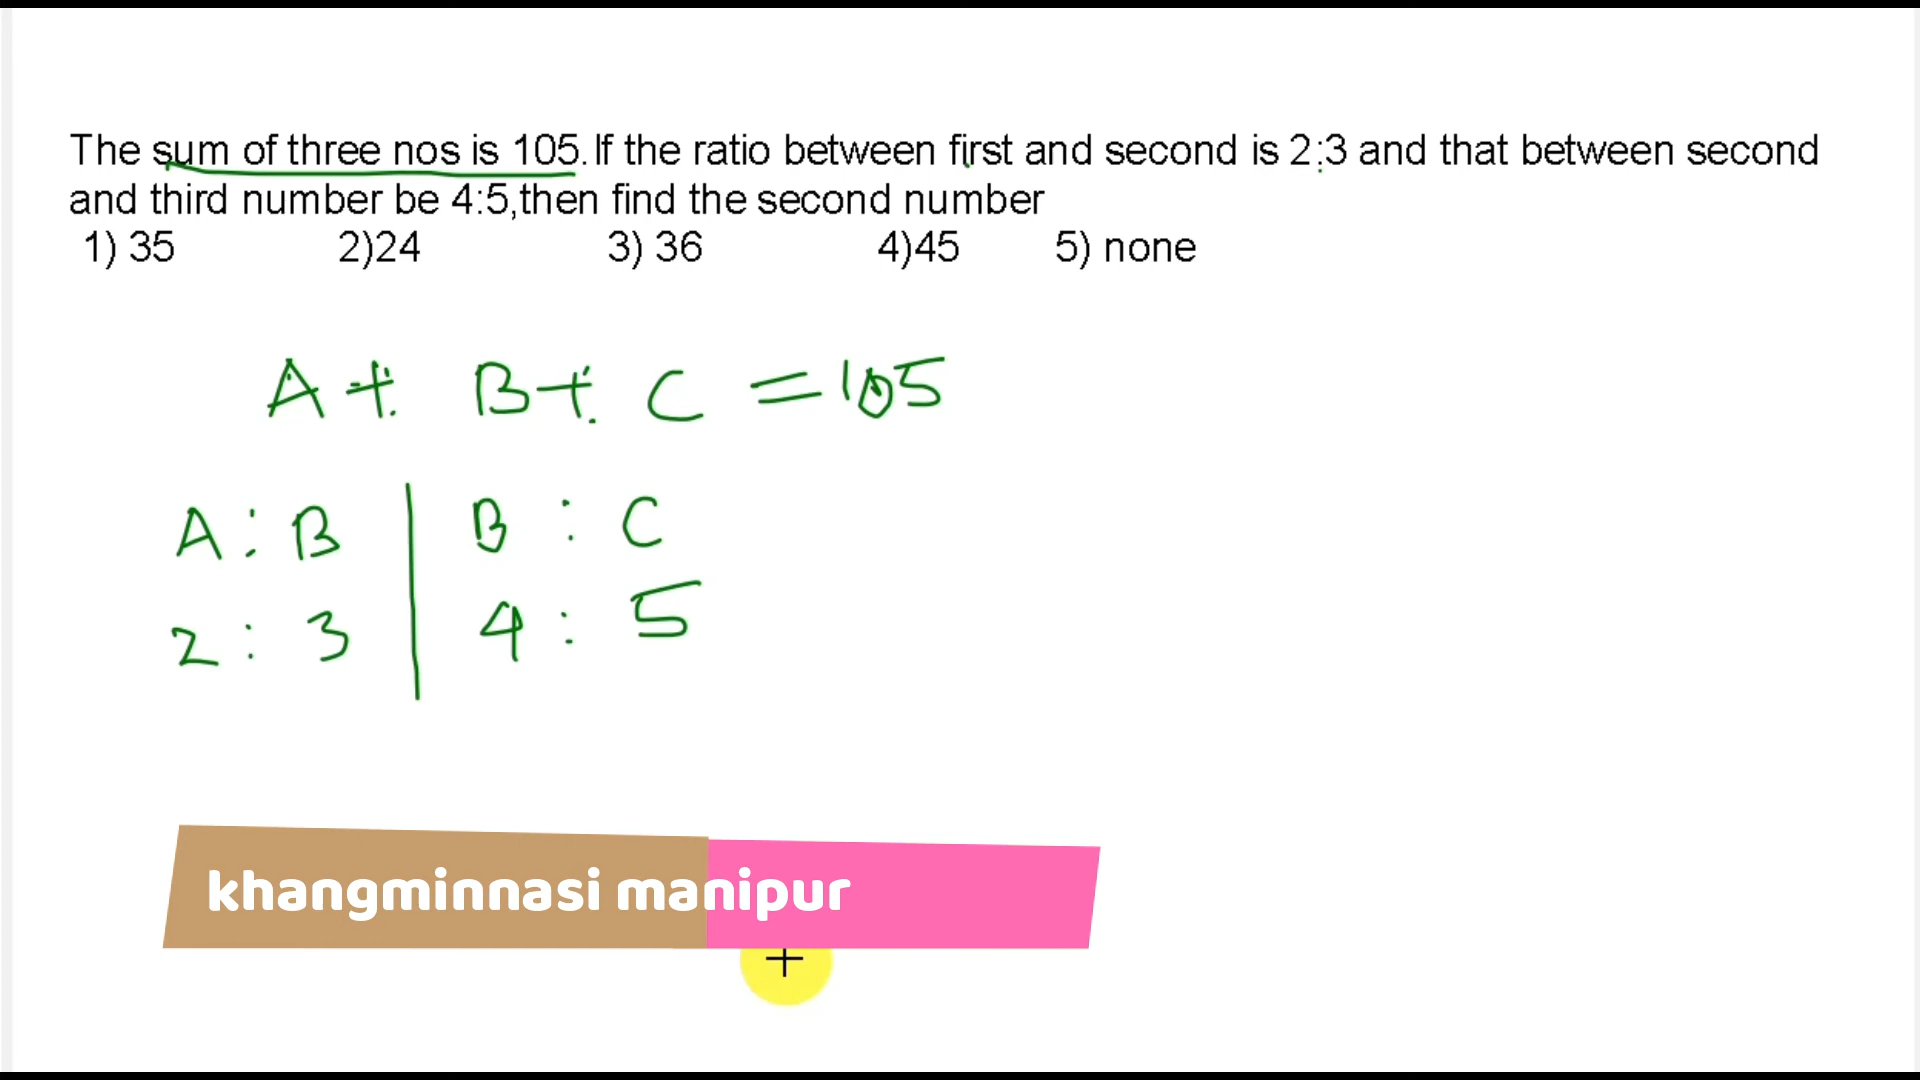 The sum of three nos is 105.If the ratio between first and second is 2:3 and that between second
and third number be 4:5,then find the second number
1) 35 2)24 3) 36 4)45 5) none
A+ B+ C =105
A : B B : C
2 : 3 4 : 5
khangminnasi manipur